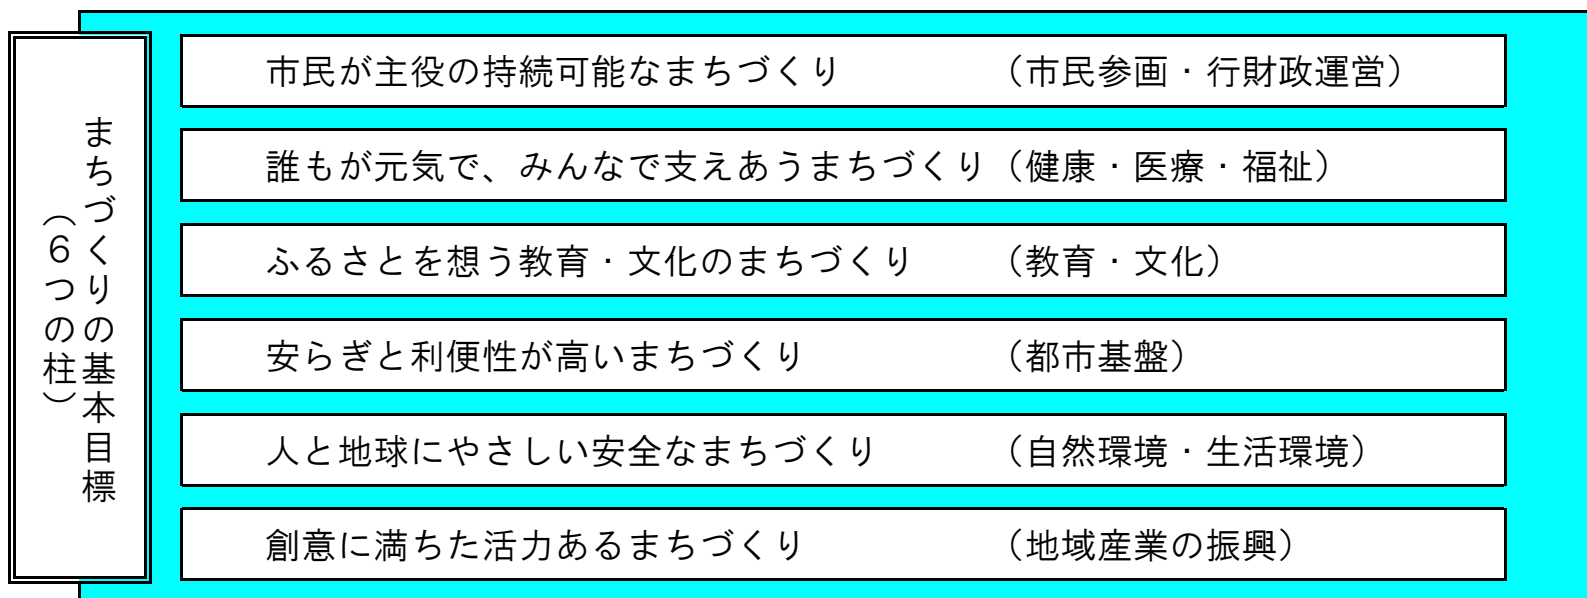 まちづくりの基本目標
（６つの柱）
市民が主役の持続可能なまちづくり　（市民参画・行財政運営）
誰もが元気で、みんなで支えあうまちづくり（健康・医療・福祉）
ふるさとを想う教育・文化のまちづくり　（教育・文化）
安らぎと利便性が高いまちづくり　（都市基盤）
人と地球にやさしい安全なまちづくり　（自然環境・生活環境）
創意に満ちた活力あるまちづくり　（地域産業の振興）